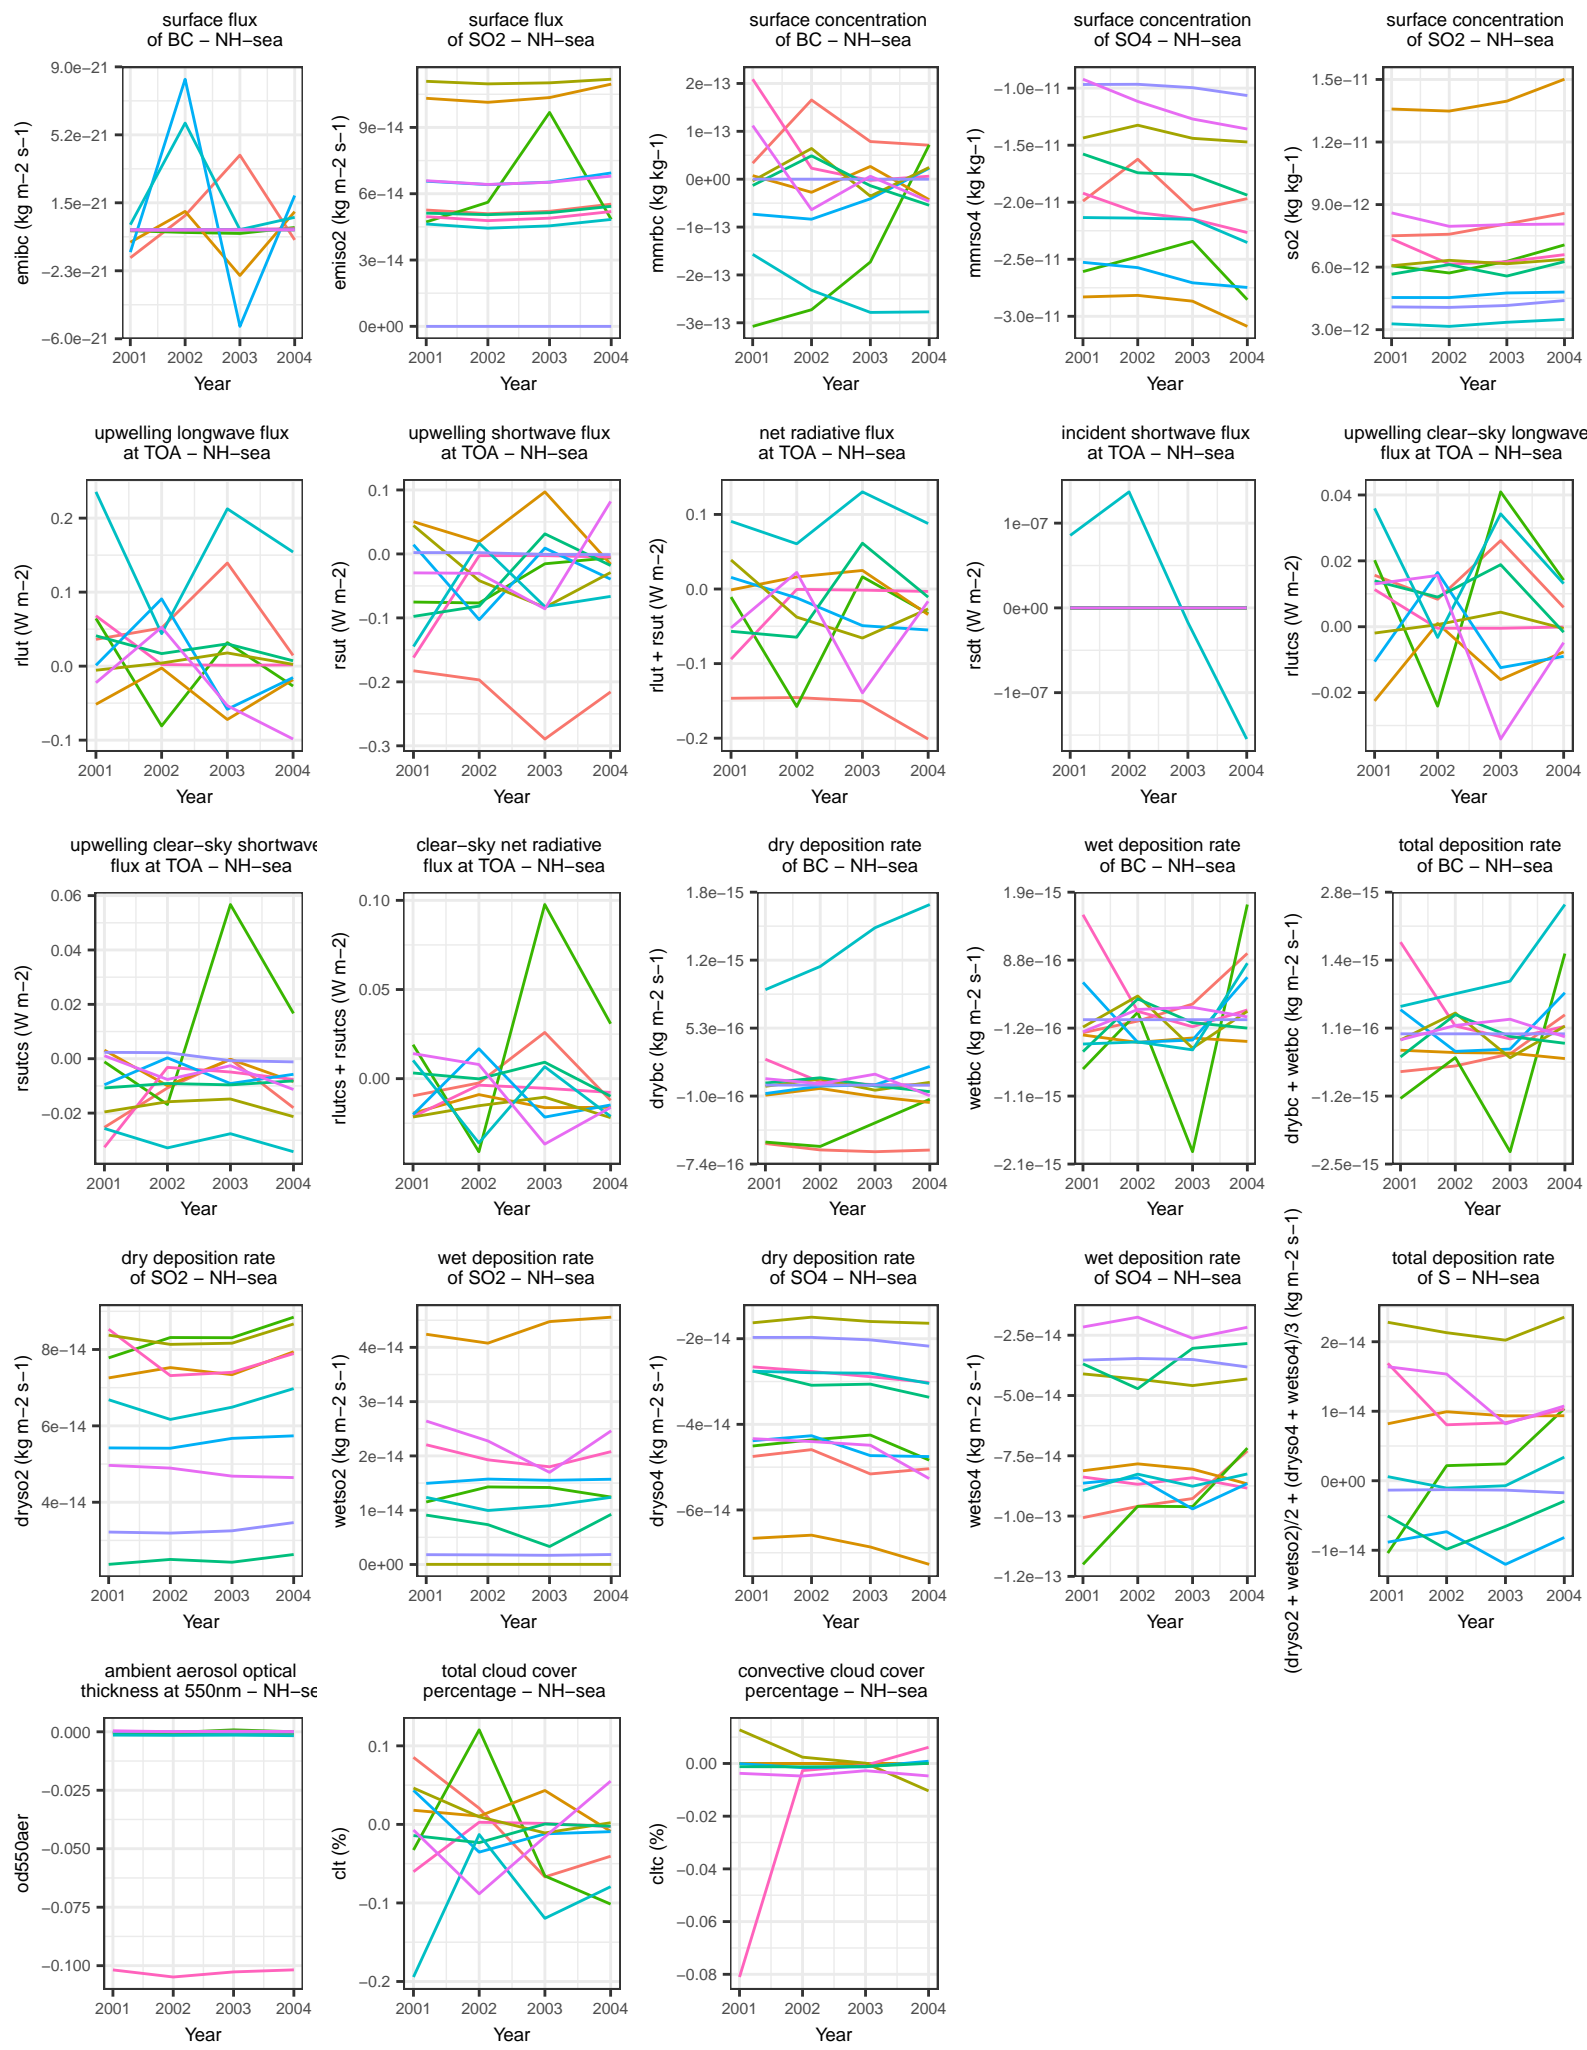 surface flux
of BC − NH−sea
surface flux
of SO2 − NH−sea
surface concentration
of BC − NH−sea
surface concentration
of SO4 − NH−sea
surface concentration
of SO2 − NH−sea
emibc (kg m−2 s−1)
9.0e−21
5.2e−21
1.5e−21
−2.3e−21
−6.0e−21
2001 2002 2003 2004
Year
emiso2 (kg m−2 s−1)
9e−14
6e−14
3e−14
0e+00
2001 2002 2003 2004
Year
mmrbc (kg kg−1)
2e−13
1e−13
0e+00
−1e−13
−2e−13
−3e−13
2001 2002 2003 2004
Year
mmrso4 (kg kg−1)
−1.0e−11
−1.5e−11
−2.0e−11
−2.5e−11
−3.0e−11
2001 2002 2003 2004
Year
so2 (kg kg−1)
1.5e−11
1.2e−11
9.0e−12
6.0e−12
3.0e−12
2001 2002 2003 2004
Year
upwelling longwave flux
at TOA − NH−sea
upwelling shortwave flux
at TOA − NH−sea
net radiative flux
at TOA − NH−sea
incident shortwave flux
at TOA − NH−sea
upwelling clear−sky longwave
flux at TOA − NH−sea
rlut (W m−2)
0.2
0.1
0.0
−0.1
2001 2002 2003 2004
Year
rsut (W m−2)
0.1
0.0
−0.1
−0.2
−0.3
2001 2002 2003 2004
Year
rlut + rsut (W m−2)
0.1
0.0
−0.1
−0.2
2001 2002 2003 2004
Year
rsdt (W m−2)
1e−07
0e+00
−1e−07
2001 2002 2003 2004
Year
rlutcs (W m−2)
0.04
0.02
0.00
−0.02
2001 2002 2003 2004
Year
upwelling clear−sky shortwave
flux at TOA − NH−sea
clear−sky net radiative
flux at TOA − NH−sea
dry deposition rate
of BC − NH−sea
wet deposition rate
of BC − NH−sea
total deposition rate
of BC − NH−sea
rsutcs (W m−2)
0.06
0.04
0.02
0.00
−0.02
2001 2002 2003 2004
Year
rlutcs + rsutcs (W m−2)
0.10
0.05
0.00
2001 2002 2003 2004
Year
drybc (kg m−2 s−1)
1.8e−15
1.2e−15
5.3e−16
−1.0e−16
−7.4e−16
2001 2002 2003 2004
Year
wetbc (kg m−2 s−1)
1.9e−15
8.8e−16
−1.2e−16
−1.1e−15
−2.1e−15
2001 2002 2003 2004
Year
drybc + wetbc (kg m−2 s−1)
2.8e−15
1.4e−15
1.1e−16
−1.2e−15
−2.5e−15
2001 2002 2003 2004
Year
dry deposition rate
of SO2 − NH−sea
wet deposition rate
of SO2 − NH−sea
dry deposition rate
of SO4 − NH−sea
wet deposition rate
of SO4 − NH−sea
total deposition rate
of S − NH−sea
dryso2 (kg m−2 s−1)
8e−14
6e−14
4e−14
2001 2002 2003 2004
Year
wetso2 (kg m−2 s−1)
4e−14
3e−14
2e−14
1e−14
0e+00
2001 2002 2003 2004
Year
dryso4 (kg m−2 s−1)
−2e−14
−4e−14
−6e−14
2001 2002 2003 2004
Year
wetso4 (kg m−2 s−1)
−2.5e−14
−5.0e−14
−7.5e−14
−1.0e−13
−1.2e−13
2001 2002 2003 2004
Year
(dryso2 + wetso2)/2 + (dryso4 + wetso4)/3 (kg m−2 s−1)
2e−14
1e−14
0e+00
−1e−14
2001 2002 2003 2004
Year
ambient aerosol optical
thickness at 550nm − NH−se
total cloud cover
percentage − NH−sea
convective cloud cover
percentage − NH−sea
od550aer
0.000
−0.025
−0.050
−0.075
−0.100
2001 2002 2003 2004
Year
clt (%)
0.1
0.0
−0.1
−0.2
2001 2002 2003 2004
Year
cltc (%)
0.00
−0.02
−0.04
−0.06
−0.08
2001 2002 2003 2004
Year